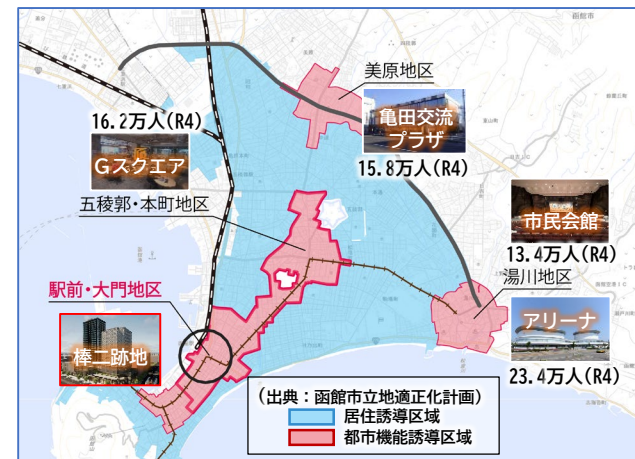 函館市
美原地区
16.2万人(R4)
Gスクエア
亀田交流
プラザ
15.8万人(R4)
五稜郭・本町地区
市民会館
13.4万人(R4)
湯川地区
駅前・大門地区
棒二跡地
アリーナ
23.4万人(R4)
(出典：函館市立地適正化計画)
居住誘導区域
都市機能誘導区域